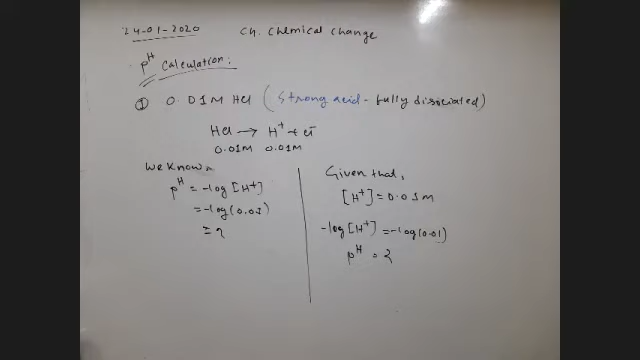 24-01-2020 Ch. Chemical change
pH Calculation:
① 0.01M HCl (Strong acid - fully dissociated)
HCl → H⁺ + Cl⁻
0.01M 0.01M
We know,
pH = -log[H⁺]
= -log(0.01)
= 2
Given that,
[H⁺] = 0.01M
-log[H⁺] = -log(0.01)
pH = 2